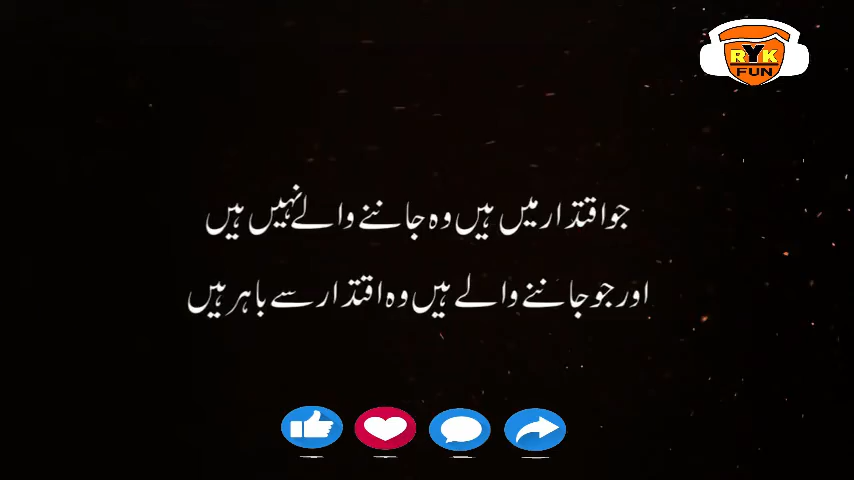 RYK
FUN
جو اقتدار میں ہیں وہ جاننے والے نہیں ہیں
اور جو جاننے والے ہیں وہ اقتدار سے باہر ہیں